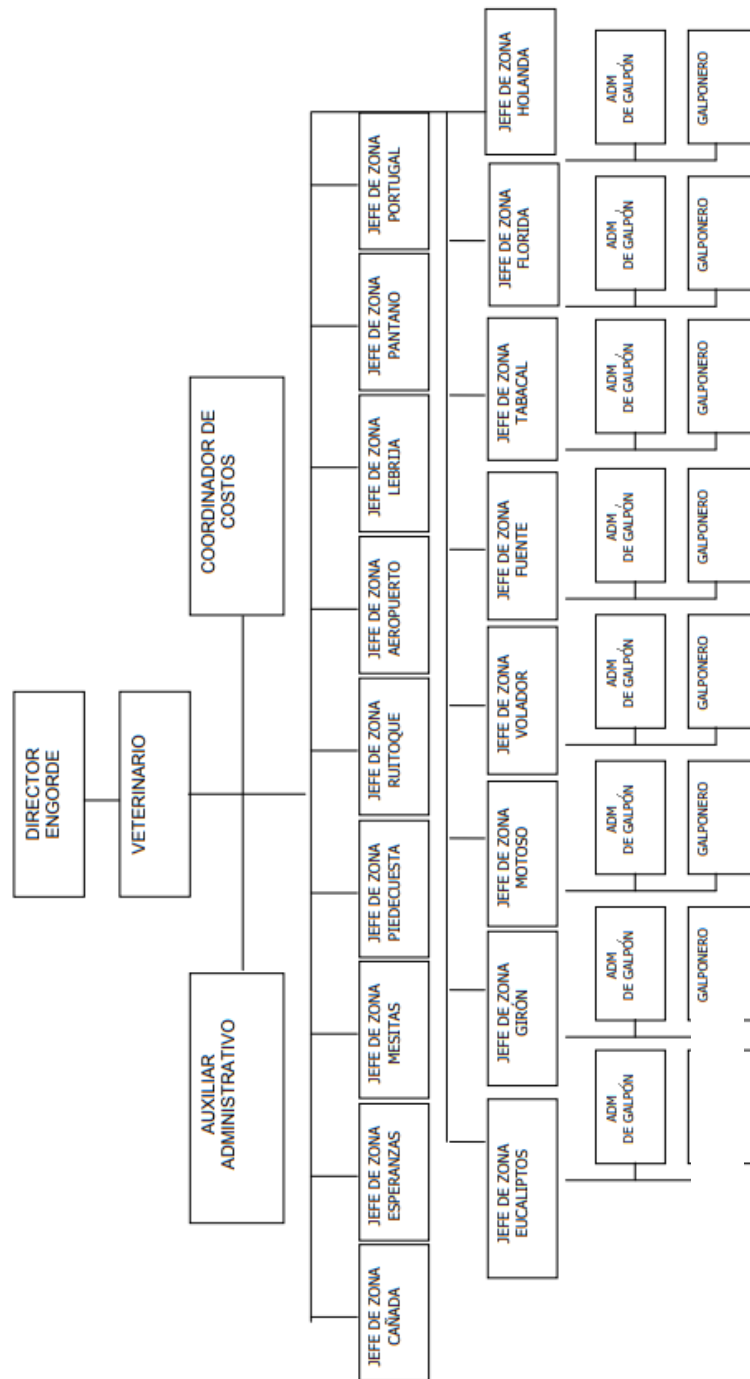 DIRECTOR
ENGORDE
VETERINARIO
AUXILIAR
ADMINISTRATIVO
COORDINADOR DE
COSTOS
JEFE DE ZONA
CAÑADA
JEFE DE ZONA
ESPERANZAS
JEFE DE ZONA
MESITAS
JEFE DE ZONA
PIEDECUESTA
JEFE DE ZONA
RUITOQUE
JEFE DE ZONA
AEROPUERTO
JEFE DE ZONA
LEBRIJA
JEFE DE ZONA
PANTANO
JEFE DE ZONA
PORTUGAL
JEFE DE ZONA
EUCALIPTOS
JEFE DE ZONA
GIRÓN
JEFE DE ZONA
MOTOSO
JEFE DE ZONA
VOLADOR
JEFE DE ZONA
FUENTE
JEFE DE ZONA
TABACAL
JEFE DE ZONA
FLORIDA
JEFE DE ZONA
HOLANDA
ADM
DE GALPÓN
ADM
DE GALPÓN
ADM
DE GALPÓN
ADM
DE GALPÓN
ADM
DE GALPÓN
ADM
DE GALPÓN
ADM
DE GALPÓN
ADM
DE GALPÓN
GALPONERO
GALPONERO
GALPONERO
GALPONERO
GALPONERO
GALPONERO
GALPONERO